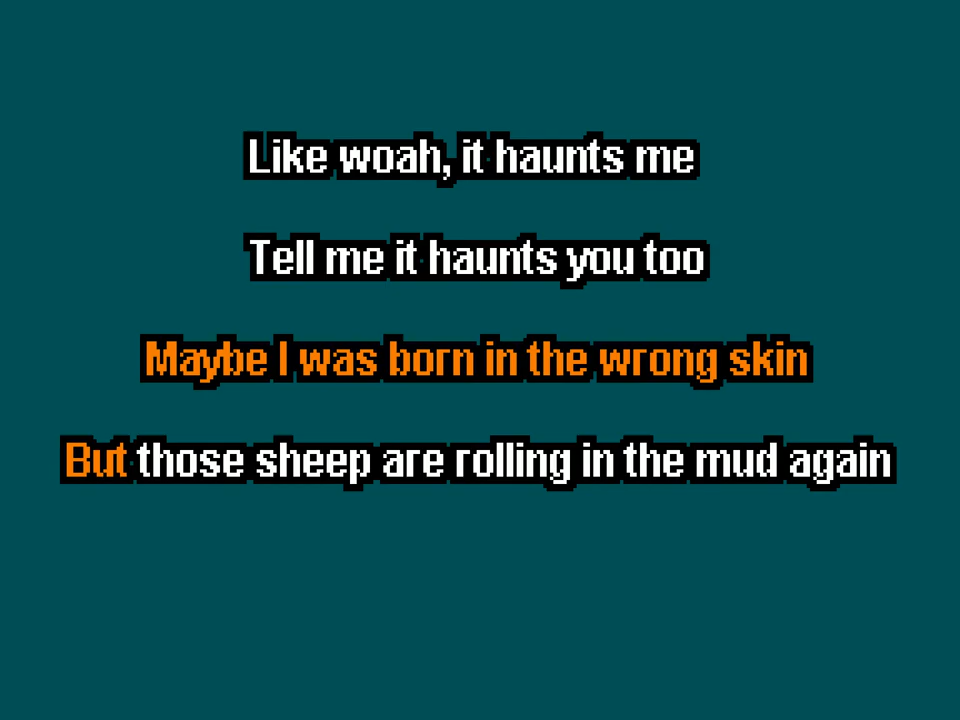 Like woah, it haunts me
Tell me it haunts you too
Maybe I was born in the wrong skin
But those sheep are rolling in the mud again